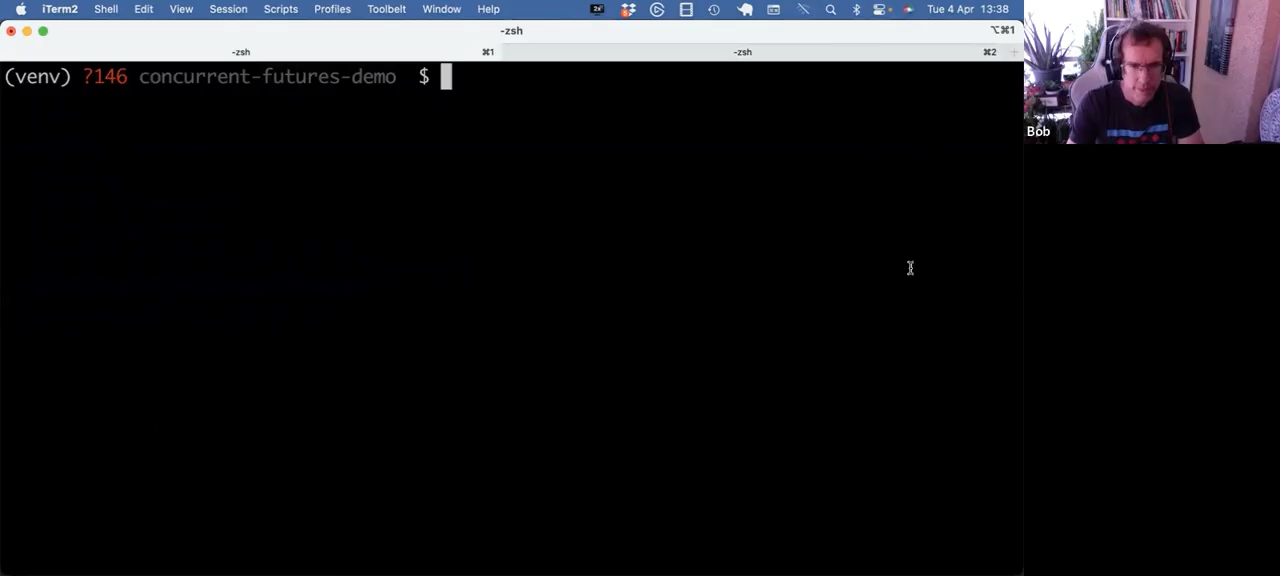 iTerm2 Shell Edit View Session Scripts Profiles Toolbelt Window Help 2x Tue 4 Apr 13:38
-zsh ⌥⌘1
-zsh ⌘1 -zsh ⌘2
(venv) ?146 concurrent-futures-demo $
Bob